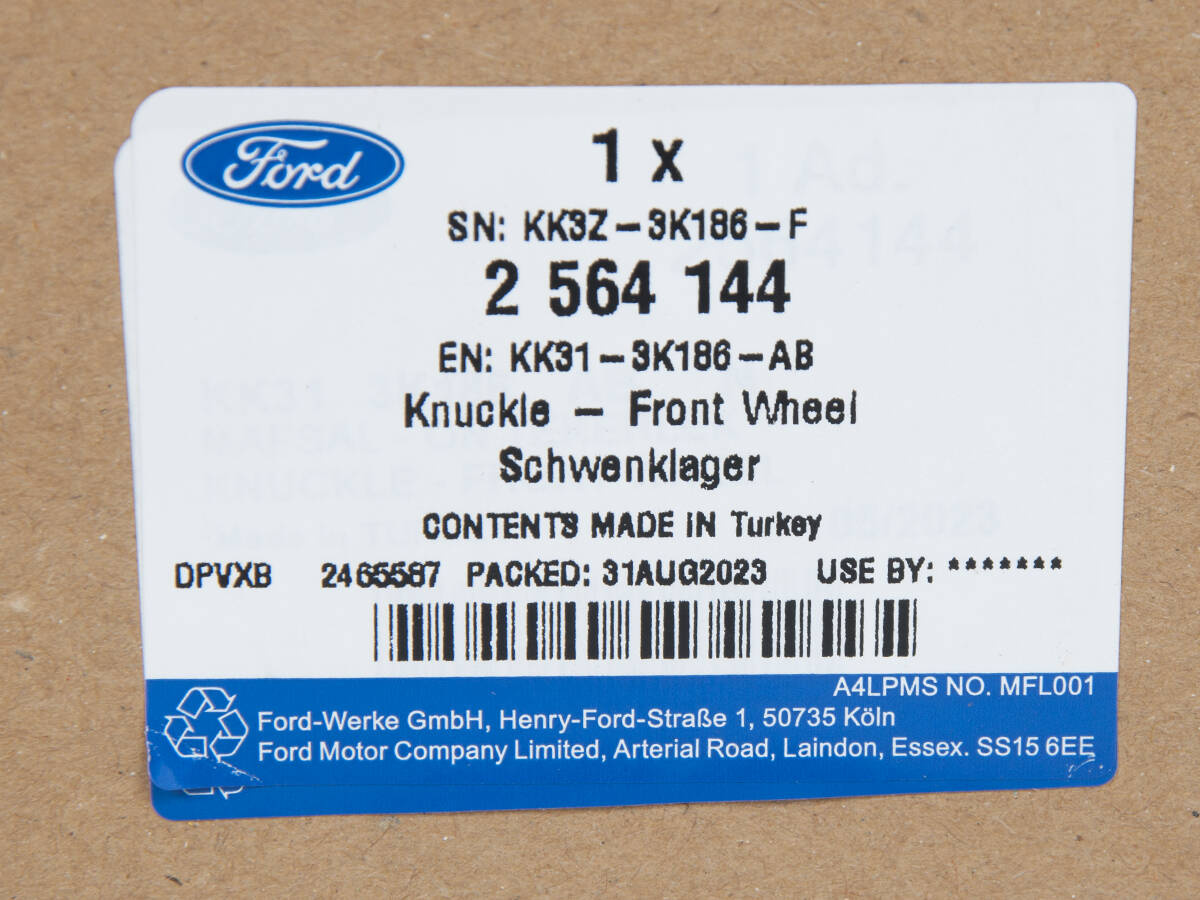 Ford
1 x
SN: KK3Z-3K186-F
2 564 144
EN: KK31-3K186-AB
Knuckle - Front Wheel
Schwenklager
CONTENTS MADE IN Turkey
DPVXB 2465587 PACKED: 31AUG2023 USE BY: *******
A4LPMS NO. MFL001
Ford-Werke GmbH, Henry-Ford-Straße 1, 50735 Köln
Ford Motor Company Limited, Arterial Road, Laindon, Essex. SS15 6EE